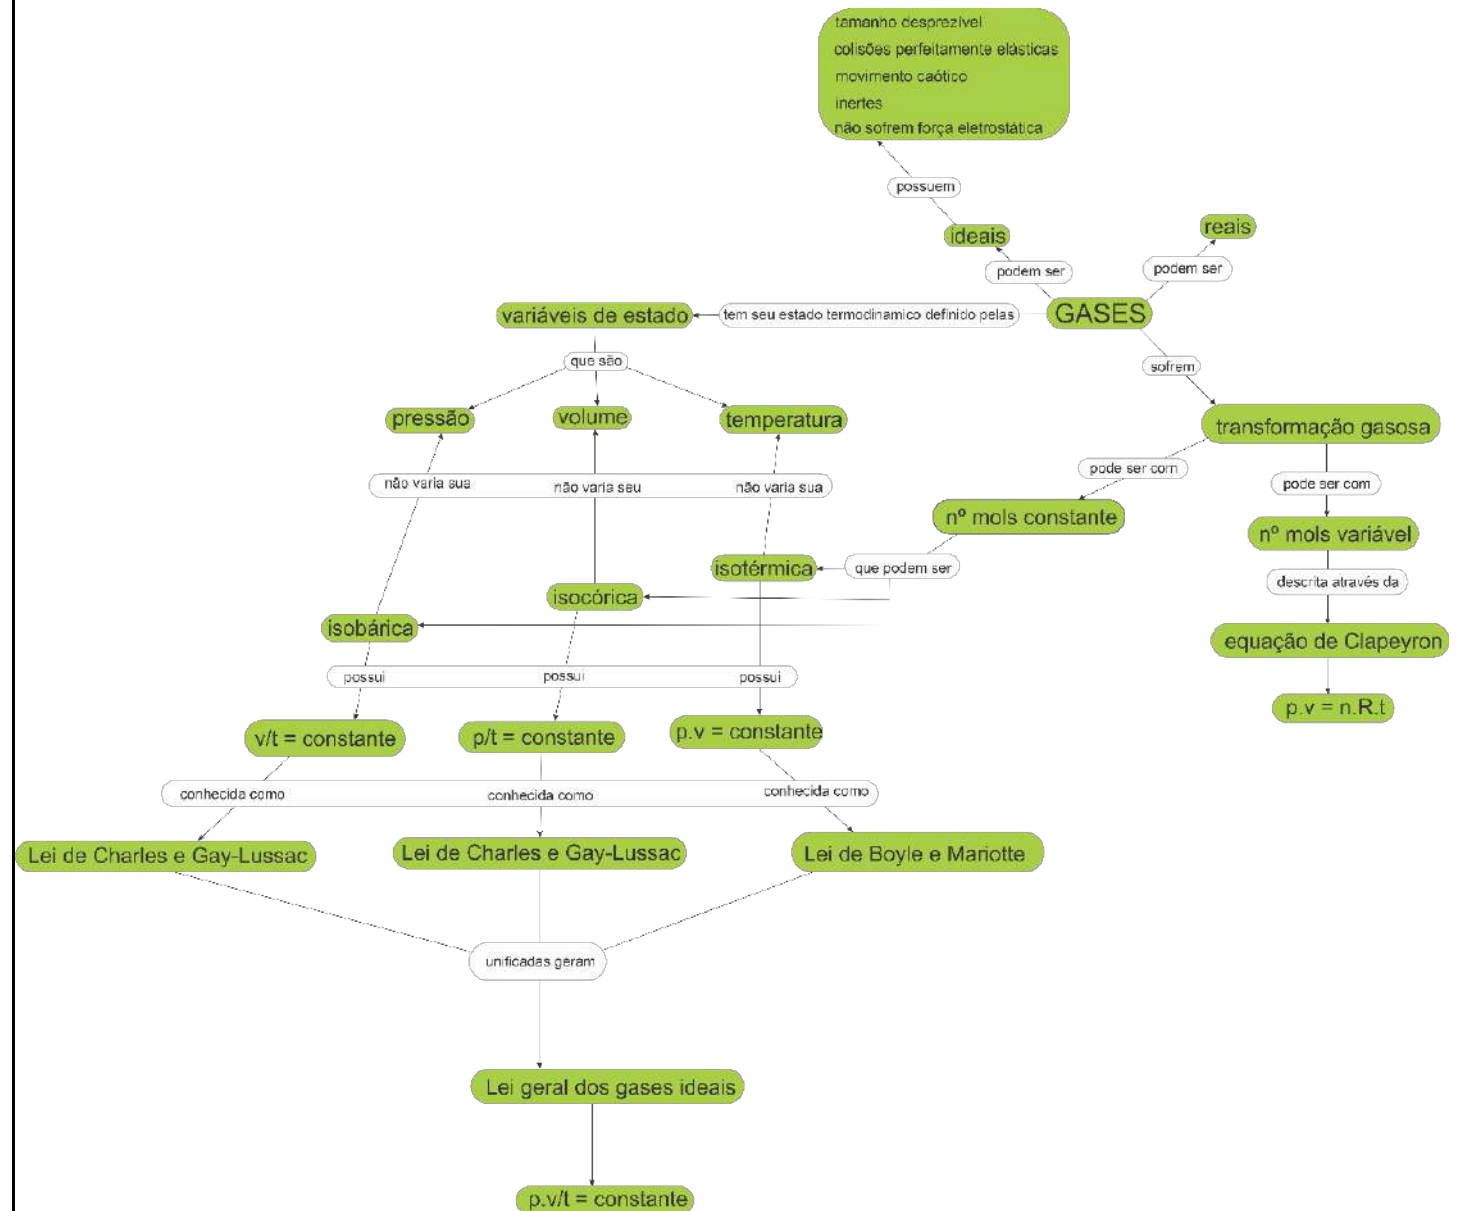 tamanho desprezível
colisões perfeitamente elásticas
movimento caótico
inertes
não sofrem força eletrostática
possuem
ideais
reais
podem ser
podem ser
variáveis de estado
tem seu estado termodinamico definido pelas
GASES
que são
sofrem
pressão
volume
temperatura
transformação gasosa
não varia sua
não varia seu
não varia sua
pode ser com
pode ser com
nº mols constante
nº mols variável
isotérmica
que podem ser
descrita através da
isocórica
isobárica
equação de Clapeyron
possui
possui
possui
p.v = n.R.t
v/t = constante
p/t = constante
p.v = constante
conhecida como
conhecida como
conhecida como
Lei de Charles e Gay-Lussac
Lei de Charles e Gay-Lussac
Lei de Boyle e Mariotte
unificadas geram
Lei geral dos gases ideais
p.v/t = constante